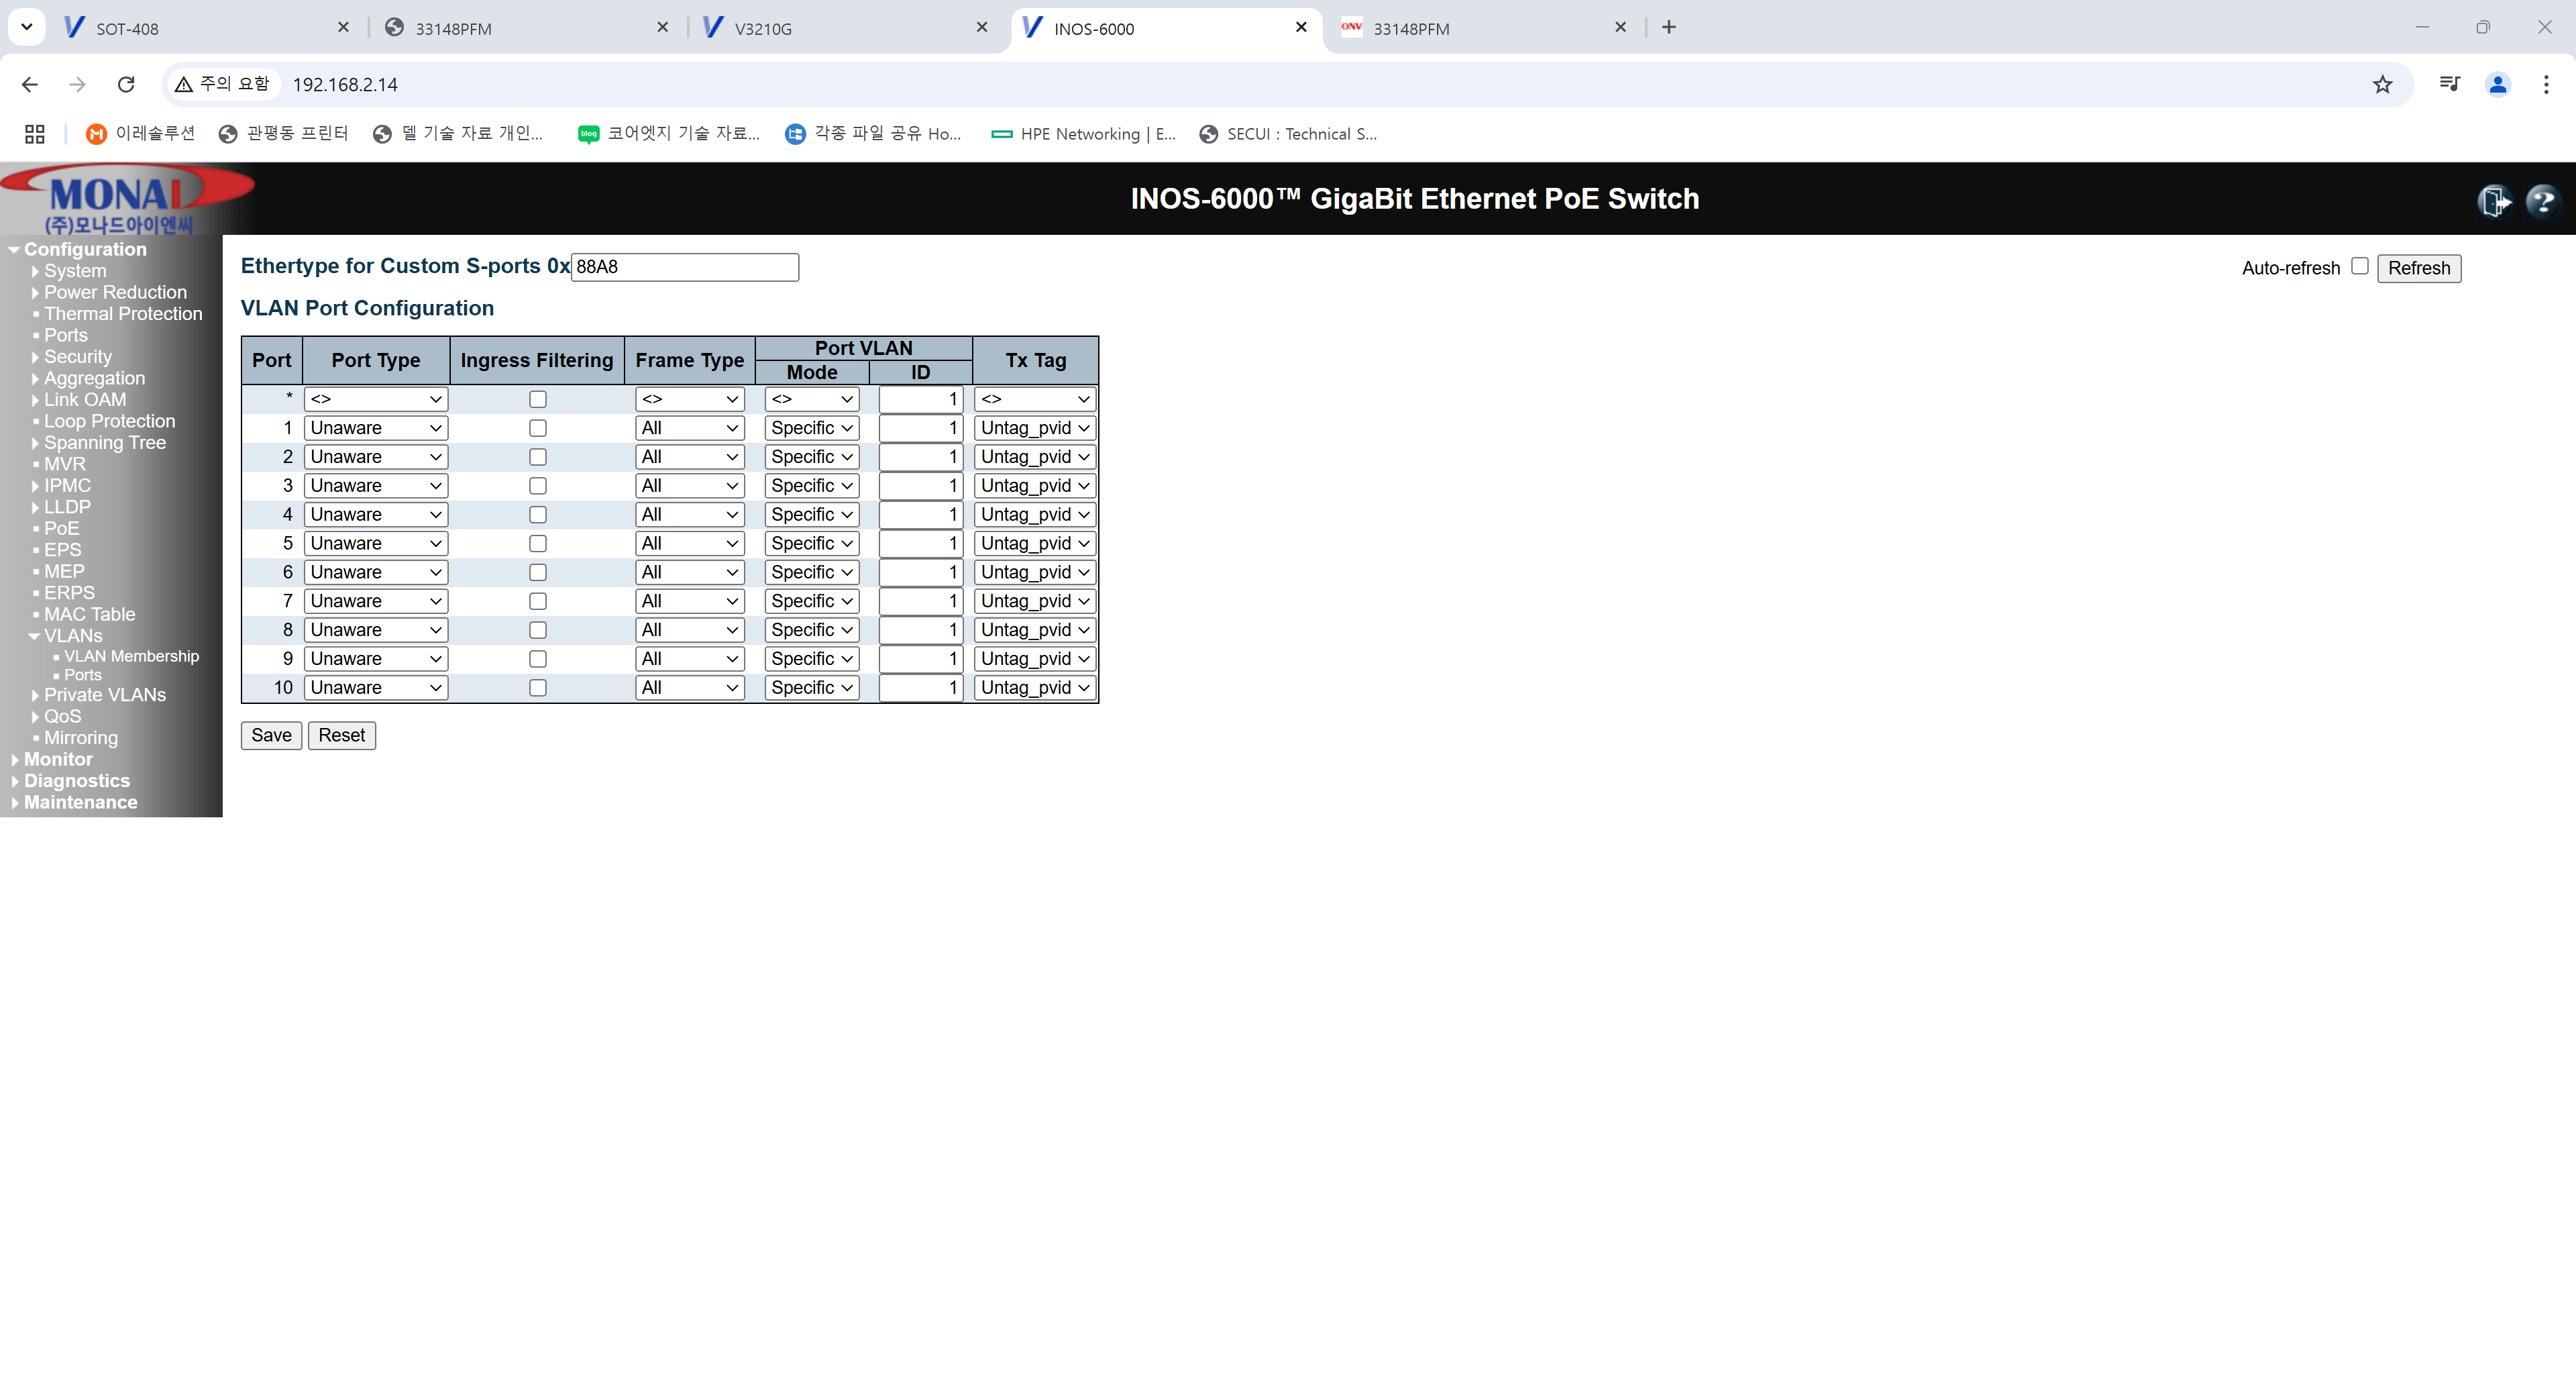 SOT-408
33148PFM
V3210G
INOS-6000
ONV 33148PFM
주의 요함 192.168.2.14
이레솔루션 관평동 프린터 델 기술 자료 개인... blog 코어엣지 기술 자료... 각종 파일 공유 Ho... HPE Networking | E... SECUI : Technical S...
MONAD
(주)모나드아이엔씨
INOS-6000™ GigaBit Ethernet PoE Switch
Configuration
System
Power Reduction
Thermal Protection
Ports
Security
Aggregation
Link OAM
Loop Protection
Spanning Tree
MVR
IPMC
LLDP
PoE
EPS
MEP
ERPS
MAC Table
VLANs
VLAN Membership
Ports
Private VLANs
QoS
Mirroring
Monitor
Diagnostics
Maintenance
Ethertype for Custom S-ports 0x 88A8
Auto-refresh Refresh
VLAN Port Configuration
Port Port Type Ingress Filtering Frame Type Port VLAN Tx Tag
Mode ID
* <> <> <> 1 <>
1 Unaware All Specific 1 Untag_pvid
2 Unaware All Specific 1 Untag_pvid
3 Unaware All Specific 1 Untag_pvid
4 Unaware All Specific 1 Untag_pvid
5 Unaware All Specific 1 Untag_pvid
6 Unaware All Specific 1 Untag_pvid
7 Unaware All Specific 1 Untag_pvid
8 Unaware All Specific 1 Untag_pvid
9 Unaware All Specific 1 Untag_pvid
10 Unaware All Specific 1 Untag_pvid
Save Reset